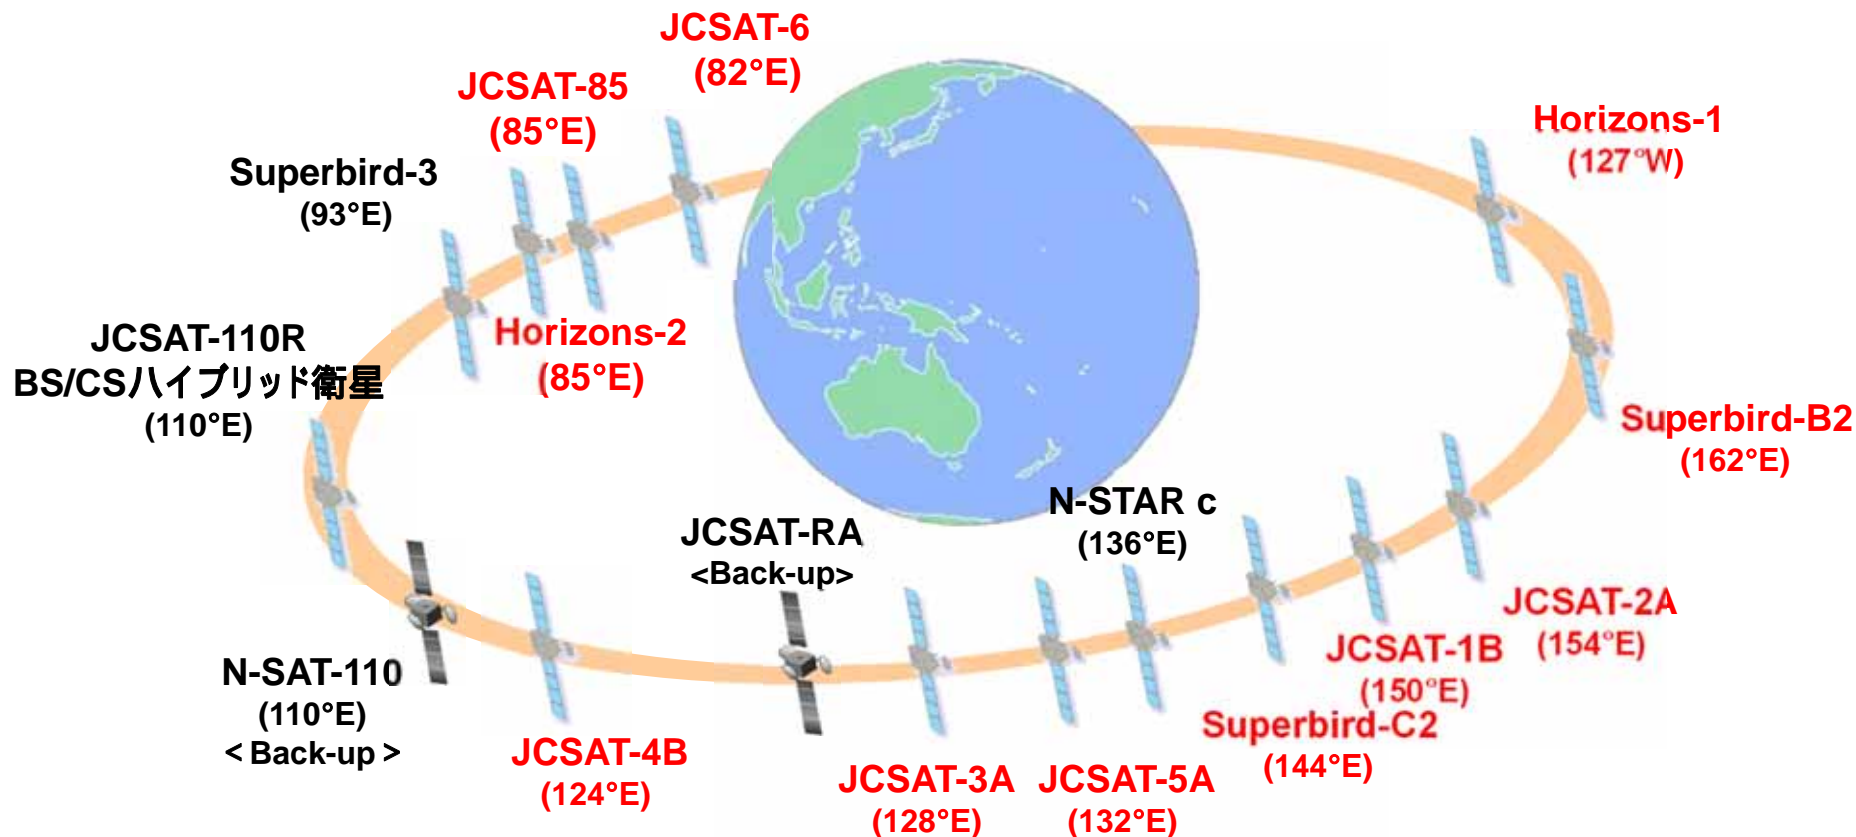 JCSAT-6
(82°E)
JCSAT-85
(85°E)
Horizons-1
(127°W)
Superbird-3
(93°E)
Horizons-2
(85°E)
JCSAT-110R
BS/CSハイブリッド衛星
(110°E)
Superbird-B2
(162°E)
N-STAR c
(136°E)
JCSAT-RA
<Back-up>
JCSAT-2A
(154°E)
JCSAT-1B
(150°E)
N-SAT-110
(110°E)
<Back-up>
Superbird-C2
(144°E)
JCSAT-4B
(124°E)
JCSAT-3A
(128°E)
JCSAT-5A
(132°E)